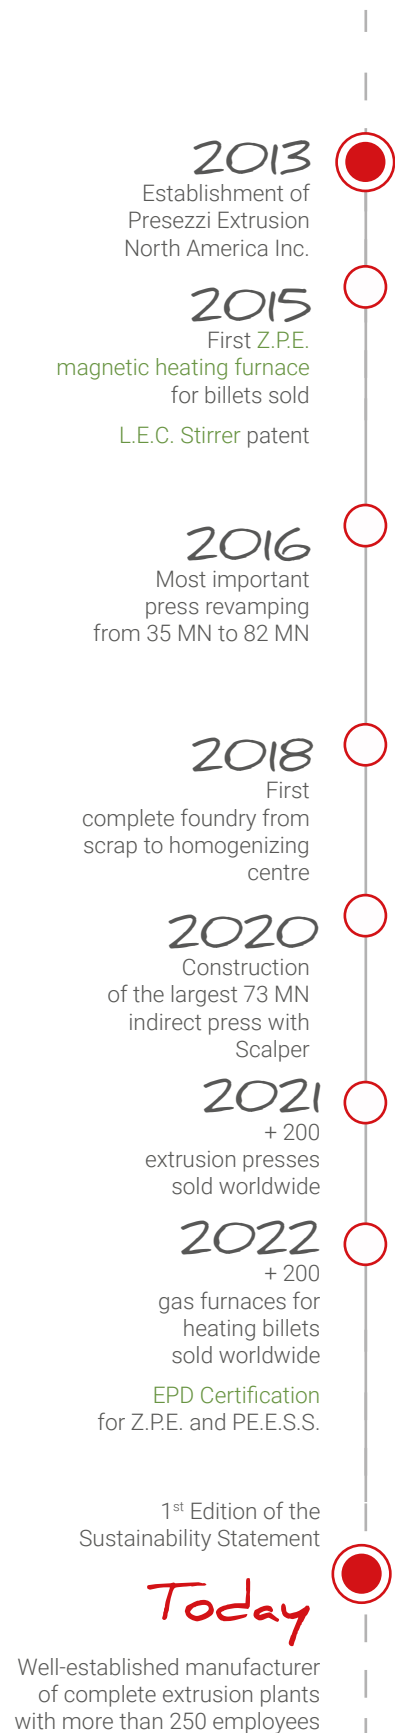 2013
Establishment of
Presezzi Extrusion
North America Inc.
2015
First Z.P.E.
magnetic heating furnace
for billets sold
L.E.C. Stirrer patent
2016
Most important
press revamping
from 35 MN to 82 MN
2018
First
complete foundry from
scrap to homogenizing
centre
2020
Construction
of the largest 73 MN
indirect press with
Scalper
2021
+ 200
extrusion presses
sold worldwide
2022
+ 200
gas furnaces for
heating billets
sold worldwide
EPD Certification
for Z.P.E. and PE.E.S.S.
1st Edition of the
Sustainability Statement
Today
Well-established manufacturer
of complete extrusion plants
with more than 250 employees